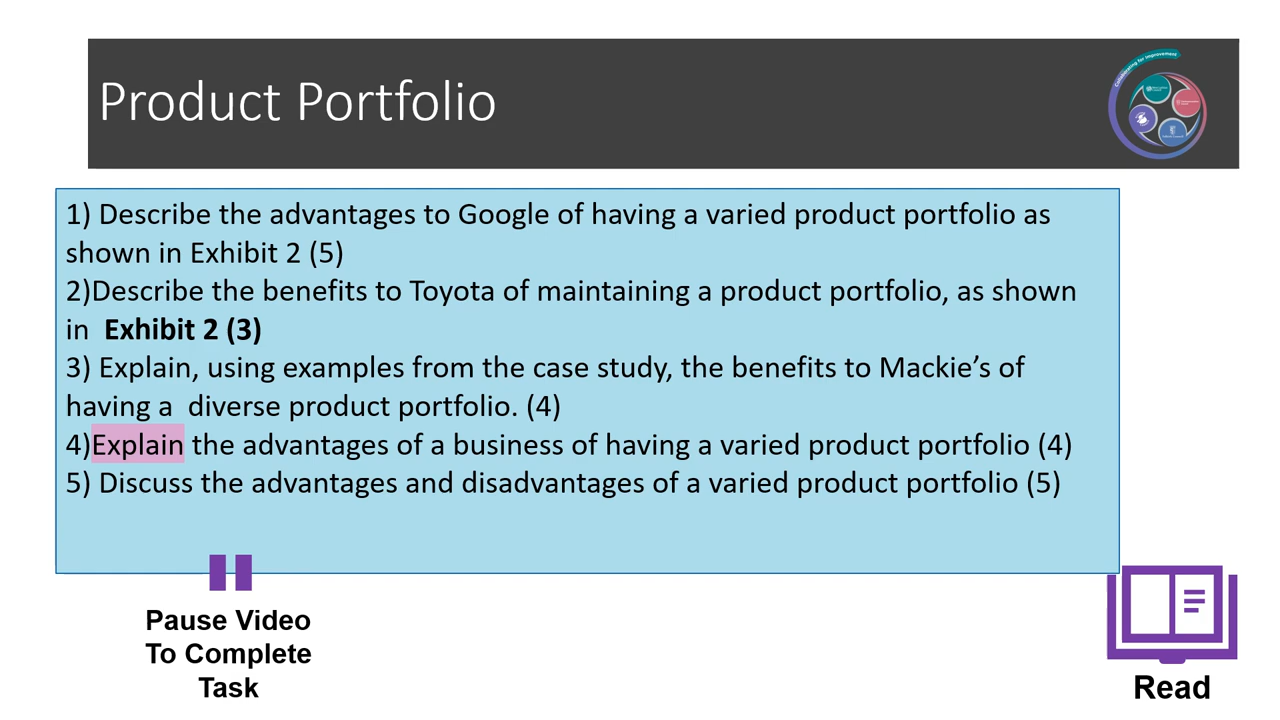 Product Portfolio
Collaborating for Improvement
1) Describe the advantages to Google of having a varied product portfolio as
shown in Exhibit 2 (5)
2)Describe the benefits to Toyota of maintaining a product portfolio, as shown
in  Exhibit 2 (3)
3) Explain, using examples from the case study, the benefits to Mackie’s of
having a  diverse product portfolio. (4)
4)Explain the advantages of a business of having a varied product portfolio (4)
5) Discuss the advantages and disadvantages of a varied product portfolio (5)
Pause Video
To Complete
Task
Read